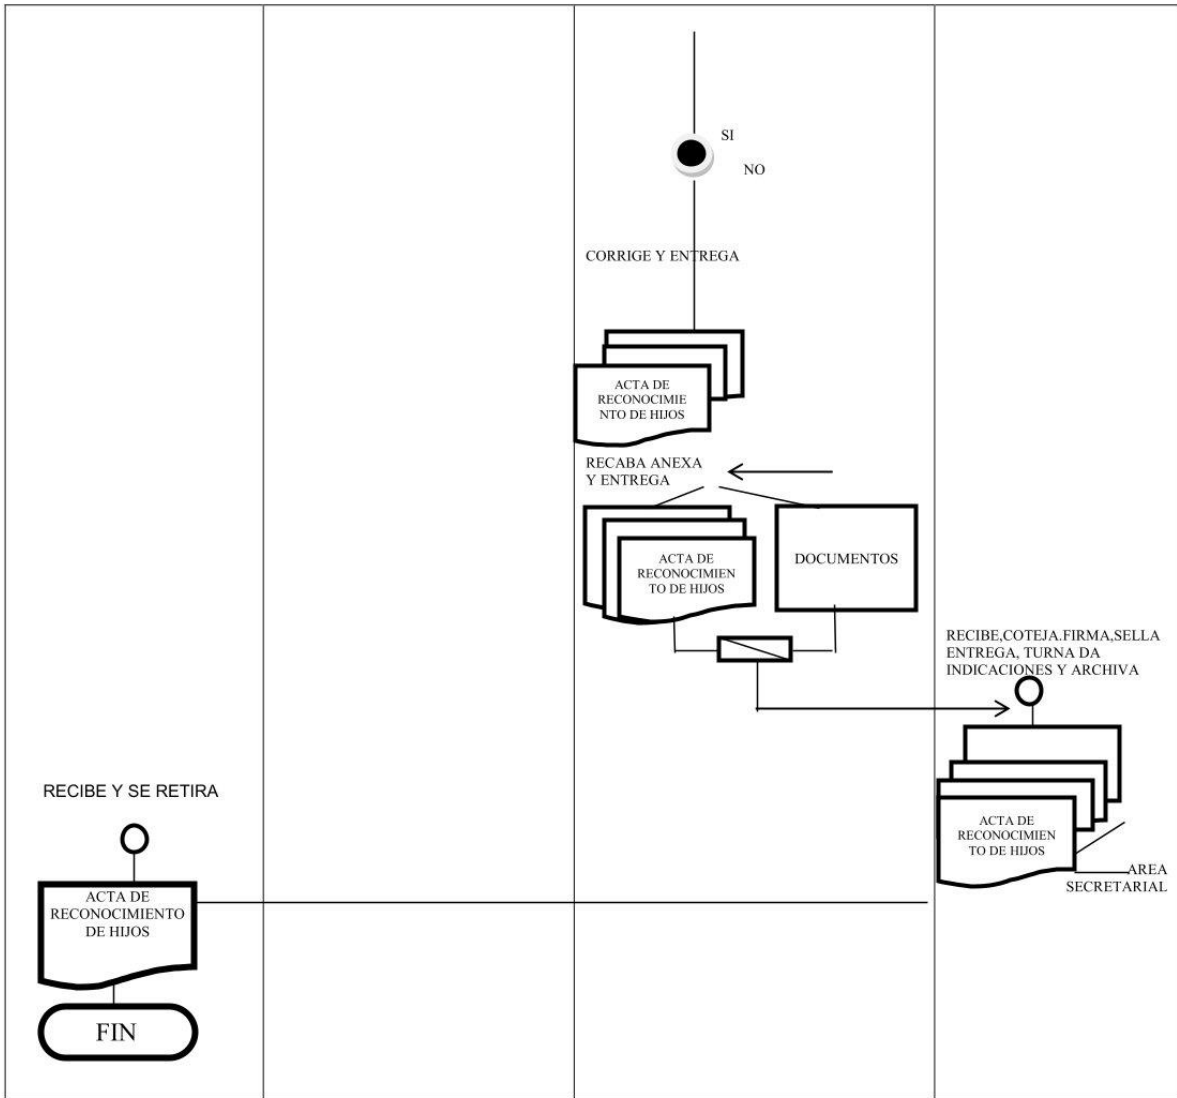 SI
NO
CORRIGE Y ENTREGA
ACTA DE
RECONOCIMIE
NTO DE HIJOS
RECABA ANEXA
Y ENTREGA
ACTA DE
RECONOCIMIEN
TO DE HIJOS
DOCUMENTOS
RECIBE,COTEJA.FIRMA,SELLA
ENTREGA, TURNA DA
INDICACIONES Y ARCHIVA
ACTA DE
RECONOCIMIEN
TO DE HIJOS
AREA
SECRETARIAL
RECIBE Y SE RETIRA
ACTA DE
RECONOCIMIENTO
DE HIJOS
FIN